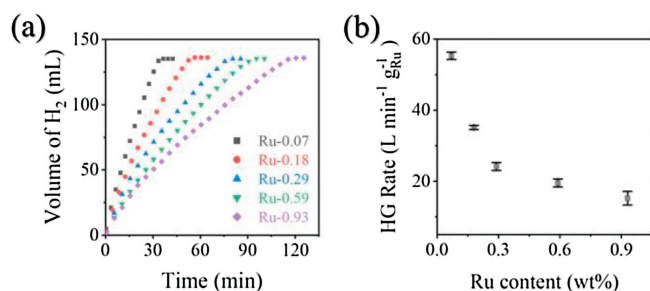 (a)
Volume of H₂ (mL)
150
100
50
0
Ru-0.07
Ru-0.18
Ru-0.29
Ru-0.59
Ru-0.93
0 30 60 90 120
Time (min)
(b)
HG Rate (L min⁻¹ g⁻¹Ru)
60
40
20
0.0 0.3 0.6 0.9
Ru content (wt%)